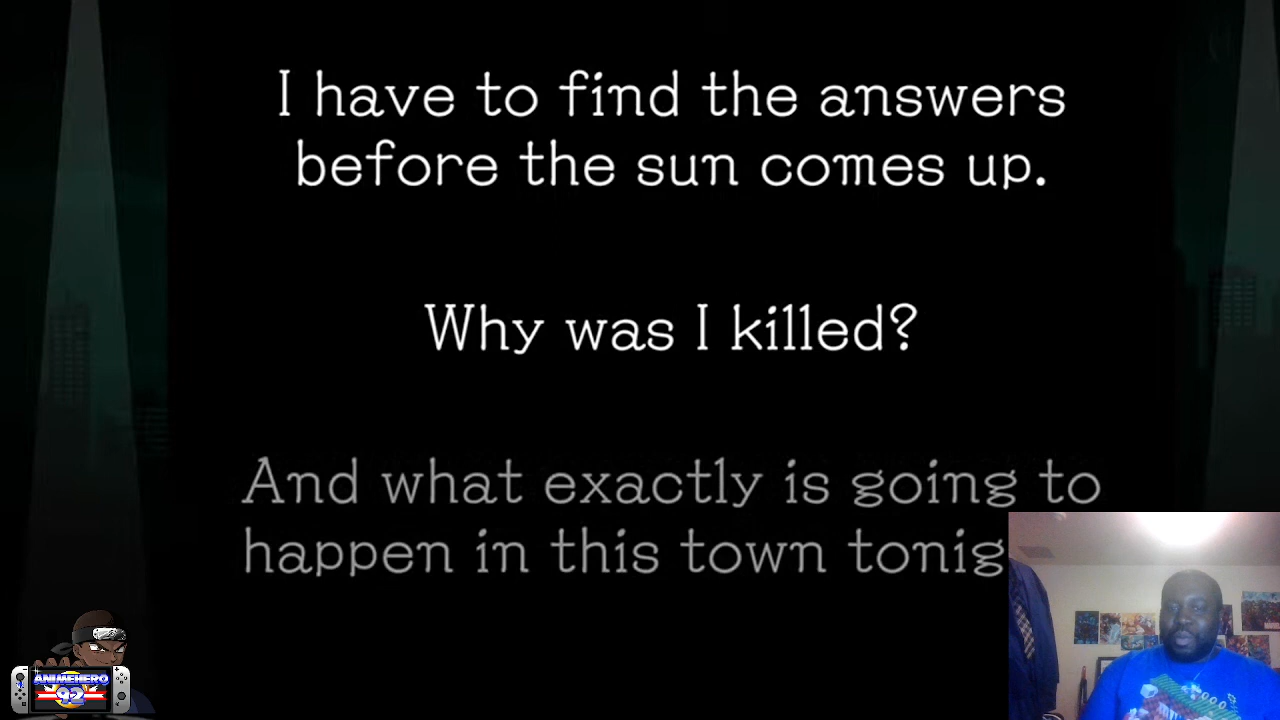 I have to find the answers
before the sun comes up.
Why was I killed?
And what exactly is going to
happen in this town tonig
ANIMEHERO
92